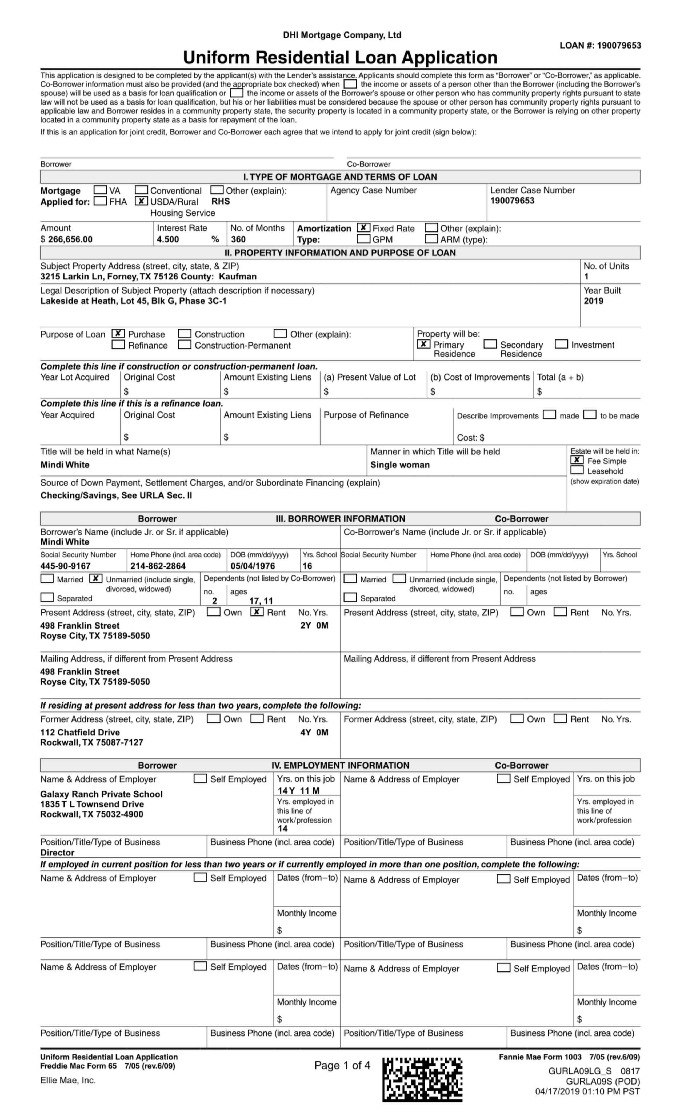 DHI Mortgage Company, Ltd
LOAN #: 190079653
Uniform Residential Loan Application
This application is designed to be completed by the applicant(s) with the Lender's assistance. Applicants should complete this form as "Borrower" or "Co-Borrower," as applicable.
Co-Borrower information must also be provided (and the appropriate box checked) when the income or assets of a person other than the Borrower (including the Borrower's
spouse) will be used as a basis for loan qualification or the income or assets of the Borrower's spouse or other person who has community property rights pursuant to state
law will not be used as a basis for loan qualification, but his or her liabilities must be considered because the spouse or other person has community property rights pursuant to
applicable law and Borrower resides in a community property state, the security property is located in a community property state, or the Borrower is relying on other property
located in a community property state as a basis for repayment of the loan.
If this is an application for joint credit, Borrower and Co-Borrower each agree that we intend to apply for joint credit (sign below):
Borrower Co-Borrower
I. TYPE OF MORTGAGE AND TERMS OF LOAN
Mortgage VA Conventional Other (explain): Agency Case Number Lender Case Number
Applied for: FHA X USDA/Rural RHS 190079653
Housing Service
Amount Interest Rate No. of Months Amortization X Fixed Rate Other (explain):
$ 266,656.00 4.500 % 360 Type: GPM ARM (type):
II. PROPERTY INFORMATION AND PURPOSE OF LOAN
Subject Property Address (street, city, state, & ZIP) No. of Units
3215 Larkin Ln, Forney, TX 75126 County: Kaufman 1
Legal Description of Subject Property (attach description if necessary) Year Built
Lakeside at Heath, Lot 45, Blk G, Phase 3C-1 2019
Purpose of Loan X Purchase Construction Other (explain): Property will be:
Refinance Construction-Permanent X Primary Residence Secondary Residence Investment
Complete this line if construction or construction-permanent loan.
Year Lot Acquired Original Cost Amount Existing Liens (a) Present Value of Lot (b) Cost of Improvements Total (a + b)
$ $ $ $ $
Complete this line if this is a refinance loan.
Year Acquired Original Cost Amount Existing Liens Purpose of Refinance Describe Improvements made to be made
$ $ Cost: $
Title will be held in what Name(s) Manner in which Title will be held Estate will be held in:
Mindi White Single woman X Fee Simple
Leasehold
Source of Down Payment, Settlement Charges, and/or Subordinate Financing (explain) (show expiration date)
Checking/Savings, See URLA Sec. II
Borrower III. BORROWER INFORMATION Co-Borrower
Borrower's Name (include Jr. or Sr. if applicable) Co-Borrower's Name (include Jr. or Sr. if applicable)
Mindi White
Social Security Number Home Phone (incl. area code) DOB (mm/dd/yyyy) Yrs. School Social Security Number Home Phone (incl. area code) DOB (mm/dd/yyyy) Yrs. School
445-90-9167 214-862-2864 05/04/1976 16
Married X Unmarried (include single, Dependents (not listed by Co-Borrower) Married Unmarried (include single, Dependents (not listed by Borrower)
divorced, widowed) no. ages divorced, widowed) no. ages
Separated 2 17, 11 Separated
Present Address (street, city, state, ZIP) Own X Rent No. Yrs. Present Address (street, city, state, ZIP) Own Rent No. Yrs.
498 Franklin Street 2Y 0M
Royse City, TX 75189-5050
Mailing Address, if different from Present Address Mailing Address, if different from Present Address
498 Franklin Street
Royse City, TX 75189-5050
If residing at present address for less than two years, complete the following:
Former Address (street, city, state, ZIP) Own Rent No. Yrs. Former Address (street, city, state, ZIP) Own Rent No. Yrs.
112 Chatfield Drive 4Y 0M
Rockwall, TX 75087-7127
Borrower IV. EMPLOYMENT INFORMATION Co-Borrower
Name & Address of Employer Self Employed Yrs. on this job Name & Address of Employer Self Employed Yrs. on this job
Galaxy Ranch Private School 14Y 11 M
1835 T L Townsend Drive Yrs. employed in this line of work/profession Yrs. employed in this line of work/profession
Rockwall, TX 75032-4900
14
Position/Title/Type of Business Business Phone (incl. area code) Position/Title/Type of Business Business Phone (incl. area code)
Director
If employed in current position for less than two years or if currently employed in more than one position, complete the following:
Name & Address of Employer Self Employed Dates (from–to) Name & Address of Employer Self Employed Dates (from–to)
Monthly Income Monthly Income
$ $
Position/Title/Type of Business Business Phone (incl. area code) Position/Title/Type of Business Business Phone (incl. area code)
Name & Address of Employer Self Employed Dates (from–to) Name & Address of Employer Self Employed Dates (from–to)
Monthly Income Monthly Income
$ $
Position/Title/Type of Business Business Phone (incl. area code) Position/Title/Type of Business Business Phone (incl. area code)
Uniform Residential Loan Application
Freddie Mac Form 65 7/05 (rev.6/09)
Ellie Mae, Inc.
Page 1 of 4
Fannie Mae Form 1003 7/05 (rev.6/09)
GURLA09LG_S 0817
GURLA09S (POD)
04/17/2019 01:10 PM PST